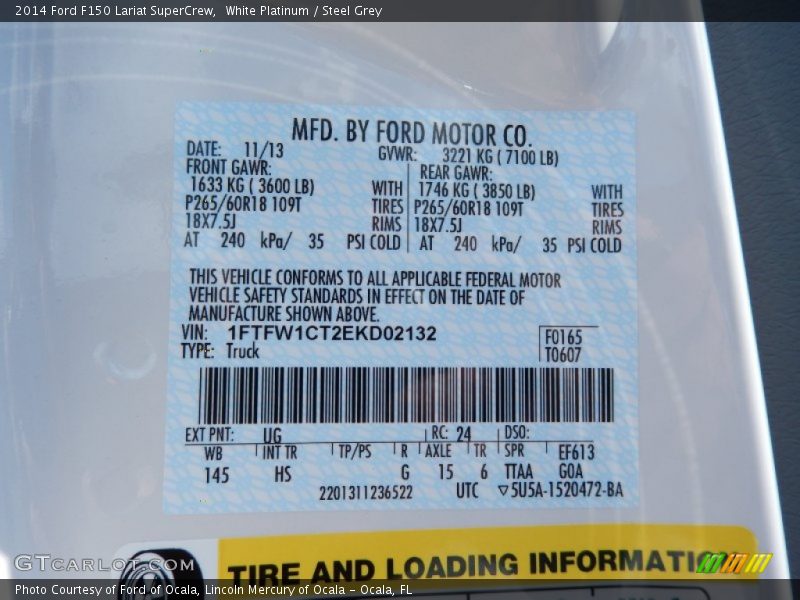 2014 Ford F150 Lariat SuperCrew,  White Platinum / Steel Grey
MFD. BY FORD MOTOR CO.
DATE: 11/13 GVWR: 3221 KG ( 7100 LB)
FRONT GAWR: REAR GAWR:
1633 KG ( 3600 LB) WITH 1746 KG ( 3850 LB) WITH
P265/60R18 109T TIRES P265/60R18 109T TIRES
18X7.5J RIMS 18X7.5J RIMS
AT 240 kPa/ 35 PSI COLD AT 240 kPa/ 35 PSI COLD
THIS VEHICLE CONFORMS TO ALL APPLICABLE FEDERAL MOTOR
VEHICLE SAFETY STANDARDS IN EFFECT ON THE DATE OF
MANUFACTURE SHOWN ABOVE.
VIN: 1FTFW1CT2EKD02132 F0165
TYPE: Truck T0607
EXT PNT: UG RC: 24 DSO:
WB INT TR TP/PS R AXLE TR SPR EF613
145 HS G 15 6 TTAA GOA
2201311236522 UTC ▽5U5A-1520472-BA
GTCARLOT.COM
TIRE AND LOADING INFORMATIO
Photo Courtesy of Ford of Ocala, Lincoln Mercury of Ocala - Ocala, FL